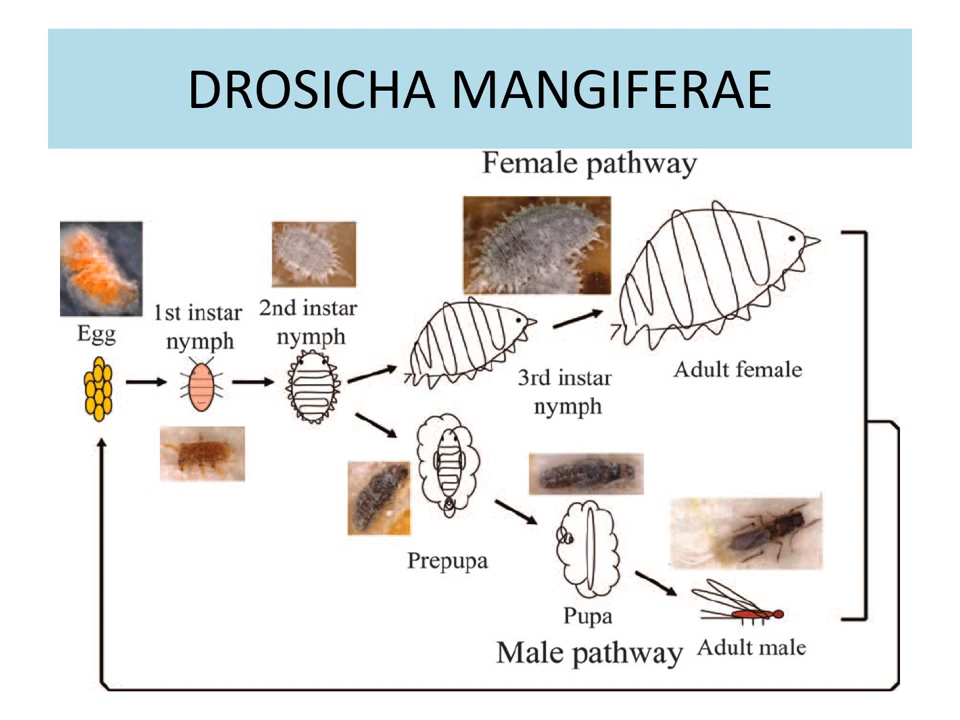 DROSICHA MANGIFERAE
Female pathway
Egg
1st instar
nymph
2nd instar
nymph
3rd instar
nymph
Adult female
Prepupa
Pupa
Male pathway
Adult male